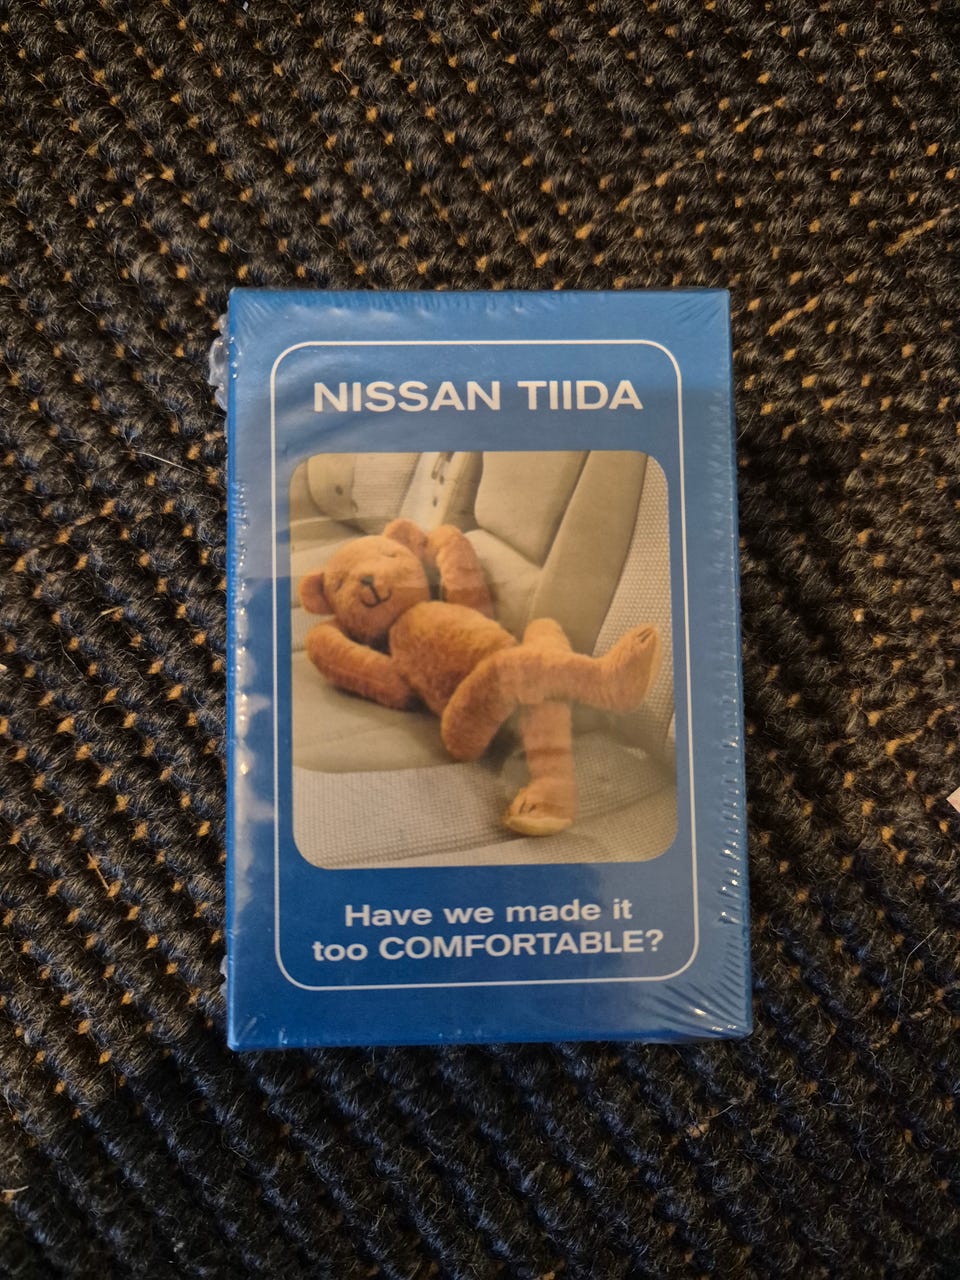 NISSAN TIIDA
Have we made it
too COMFORTABLE?